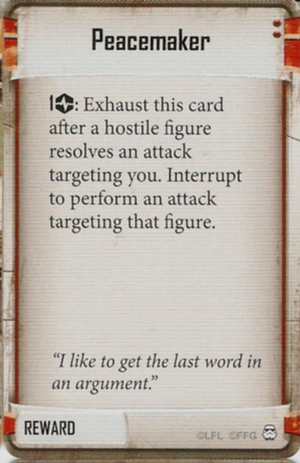 Peacemaker
1: Exhaust this card
after a hostile figure
resolves an attack
targeting you. Interrupt
to perform an attack
targeting that figure.
“I like to get the last word in
an argument.”
REWARD
©LFL ©FFG